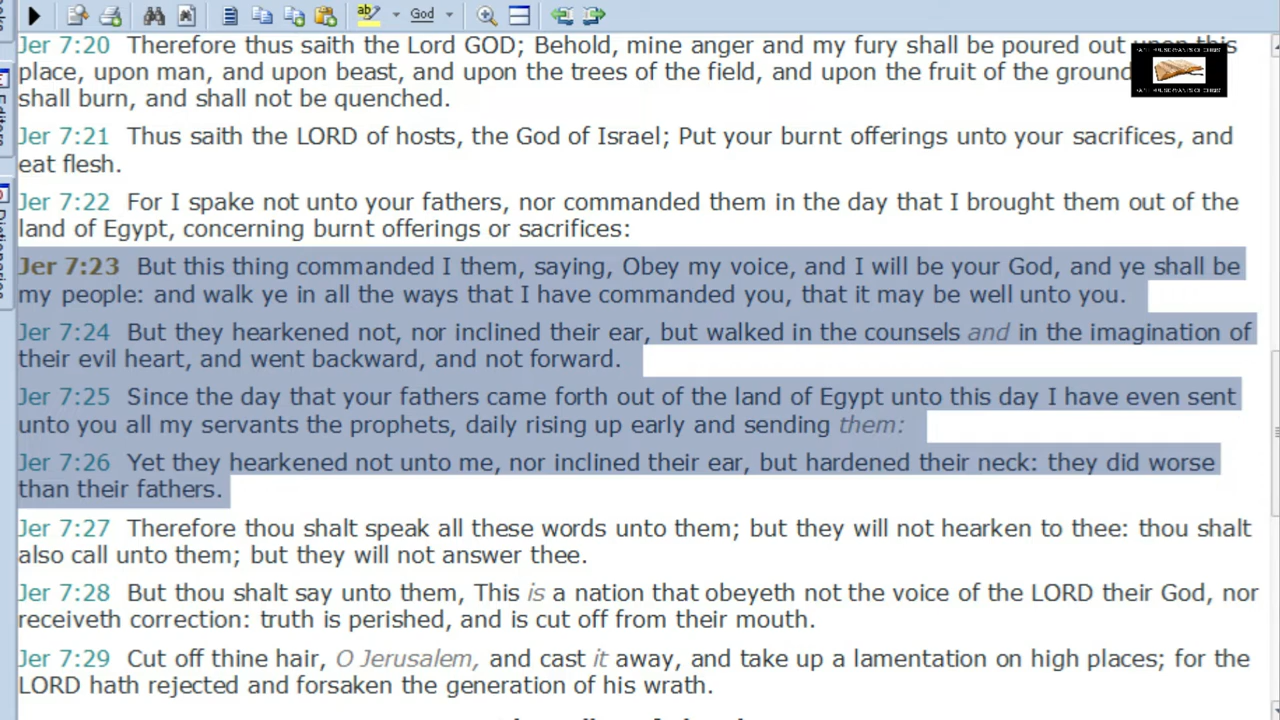 God
Jer 7:20 Therefore thus saith the Lord GOD; Behold, mine anger and my fury shall be poured out upon this
place, upon man, and upon beast, and upon the trees of the field, and upon the fruit of the ground
shall burn, and shall not be quenched.
Jer 7:21 Thus saith the LORD of hosts, the God of Israel; Put your burnt offerings unto your sacrifices, and
eat flesh.
Jer 7:22 For I spake not unto your fathers, nor commanded them in the day that I brought them out of the
land of Egypt, concerning burnt offerings or sacrifices:
Jer 7:23 But this thing commanded I them, saying, Obey my voice, and I will be your God, and ye shall be
my people: and walk ye in all the ways that I have commanded you, that it may be well unto you.
Jer 7:24 But they hearkened not, nor inclined their ear, but walked in the counsels and in the imagination of
their evil heart, and went backward, and not forward.
Jer 7:25 Since the day that your fathers came forth out of the land of Egypt unto this day I have even sent
unto you all my servants the prophets, daily rising up early and sending them:
Jer 7:26 Yet they hearkened not unto me, nor inclined their ear, but hardened their neck: they did worse
than their fathers.
Jer 7:27 Therefore thou shalt speak all these words unto them; but they will not hearken to thee: thou shalt
also call unto them; but they will not answer thee.
Jer 7:28 But thou shalt say unto them, This is a nation that obeyeth not the voice of the LORD their God, nor
receiveth correction: truth is perished, and is cut off from their mouth.
Jer 7:29 Cut off thine hair, O Jerusalem, and cast it away, and take up a lamentation on high places; for the
LORD hath rejected and forsaken the generation of his wrath.
Editors